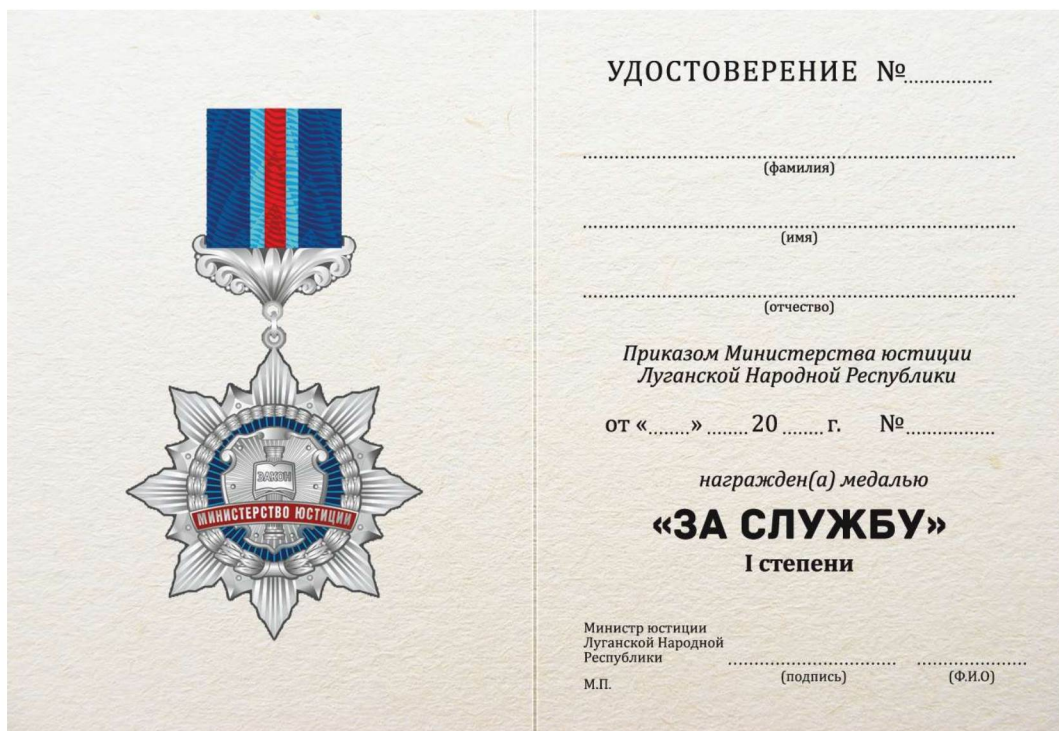 ЗАКОН
МИНИСТЕРСТВО ЮСТИЦИИ
УДОСТОВЕРЕНИЕ №................
(фамилия)
(имя)
(отчество)
Приказом Министерства юстиции
Луганской Народной Республики
от «.......» ....... 20 ....... г. №...............
награжден(а) медалью
«ЗА СЛУЖБУ»
I степени
Министр юстиции
Луганской Народной
Республики
(подпись) (Ф.И.О)
М.П.